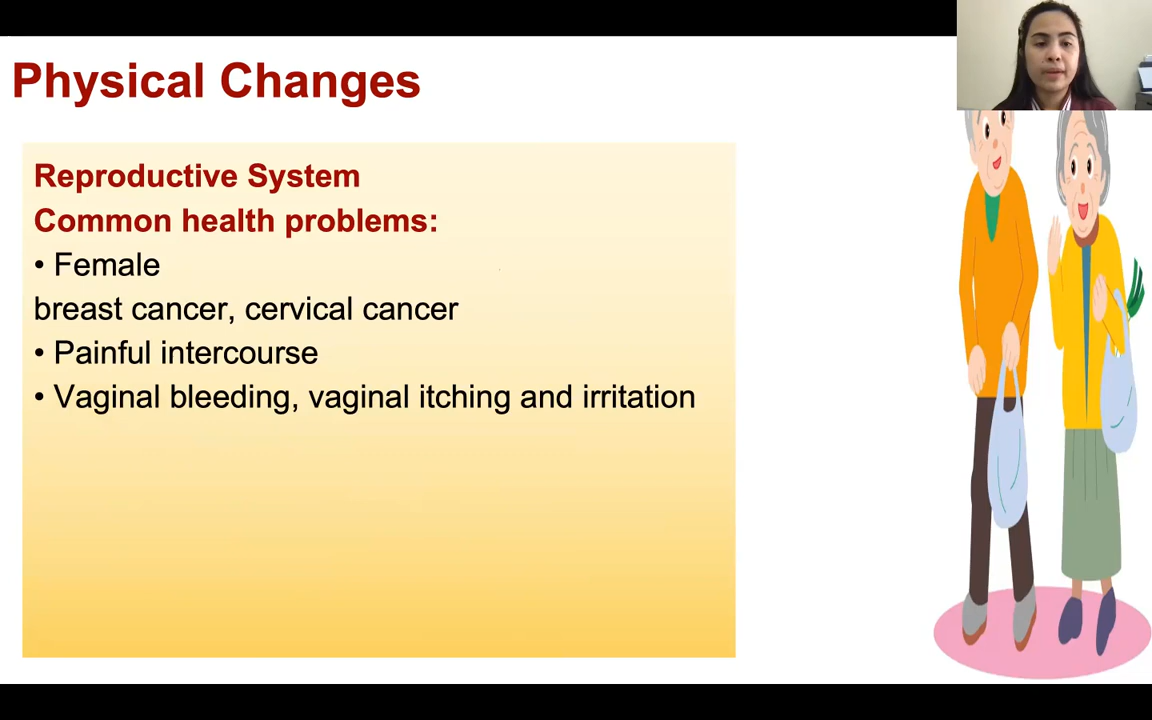 Physical Changes
Reproductive System
Common health problems:
• Female
breast cancer, cervical cancer
• Painful intercourse
• Vaginal bleeding, vaginal itching and irritation